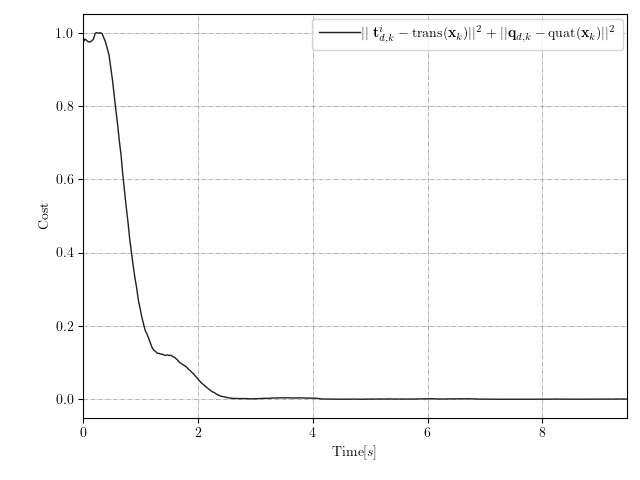 || t^i_{d,k} − trans(x_k)||² + ||q_{d,k} − quat(x_k)||²
1.0
0.8
0.6
0.4
0.2
0.0
Cost
0 2 4 6 8
Time[s]